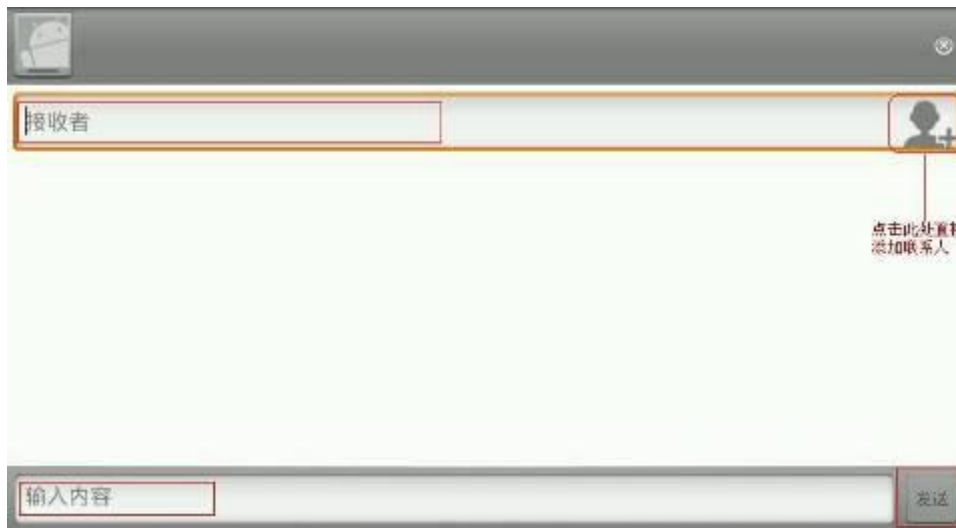 接收者
点击此处直接
添加联系人
输入内容
发送